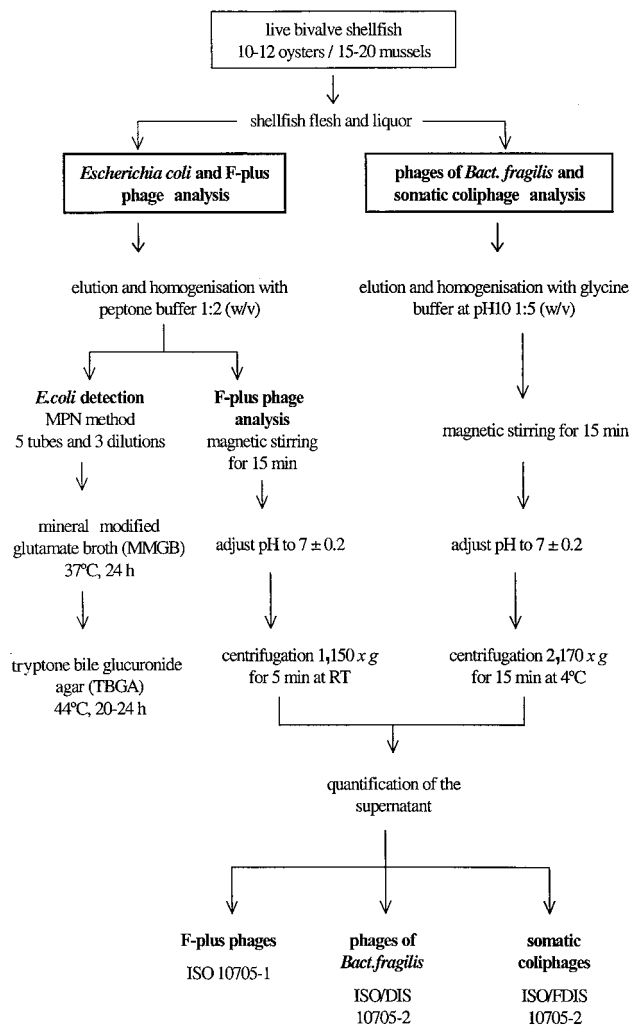 live bivalve shellfish
10-12 oysters / 15-20 mussels
shellfish flesh and liquor
Escherichia coli and F-plus
phage analysis
phages of Bact. fragilis and
somatic coliphage analysis
elution and homogenisation with
peptone buffer 1:2 (w/v)
elution and homogenisation with glycine
buffer at pH10 1:5 (w/v)
E.coli detection
MPN method
5 tubes and 3 dilutions
F-plus phage
analysis
magnetic stirring
for 15 min
magnetic stirring for 15 min
mineral modified
glutamate broth (MMGB)
37ºC, 24 h
adjust pH to 7 ± 0.2
adjust pH to 7 ± 0.2
tryptone bile glucuronide
agar (TBGA)
44ºC, 20-24 h
centrifugation 1,150 x g
for 5 min at RT
centrifugation 2,170 x g
for 15 min at 4ºC
quantification of the
supernatant
F-plus phages
ISO 10705-1
phages of
Bact.fragilis
ISO/DIS
10705-2
somatic
coliphages
ISO/FDIS
10705-2